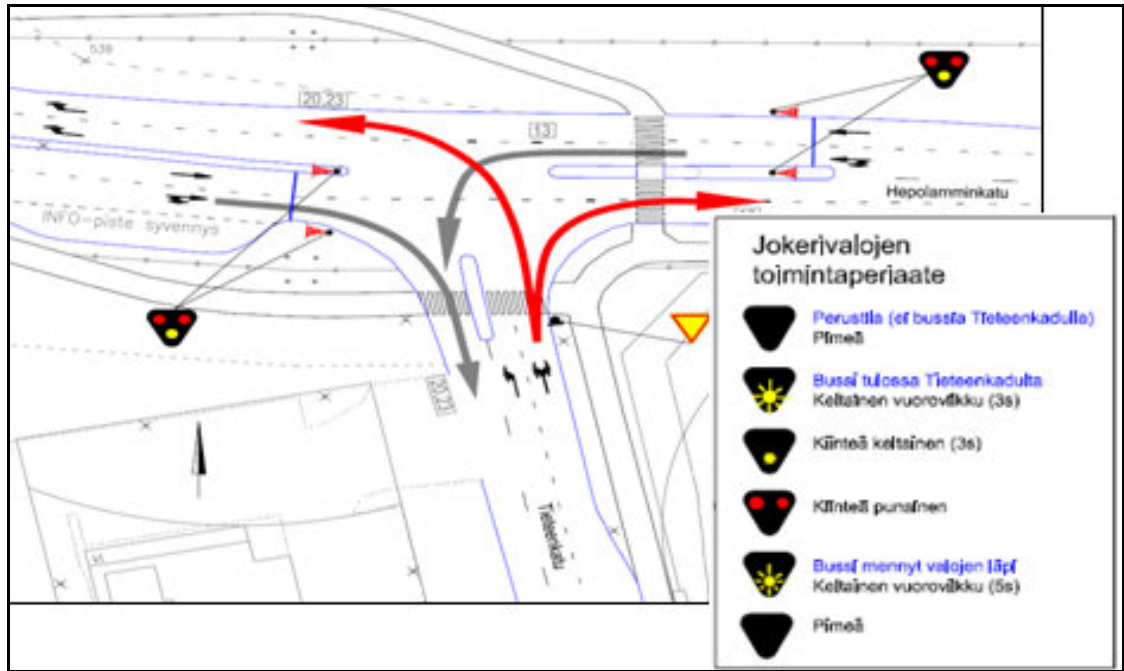 539
20,23
13
Hepolamminkatu
INFO-piste syvennys
20,23
Tieteenkatu
Jokerivalojen
toimintaperiaate
Perustila (ei bussia Tieteenkadulla)
Pimeä
Bussi tulossa Tieteenkadulta
Keltainen vuorovilkku (3s)
Kiinteä keltainen (3s)
Kiinteä punainen
Bussi mennyt valojen läpi
Keltainen vuorovilkku (5s)
Pimeä